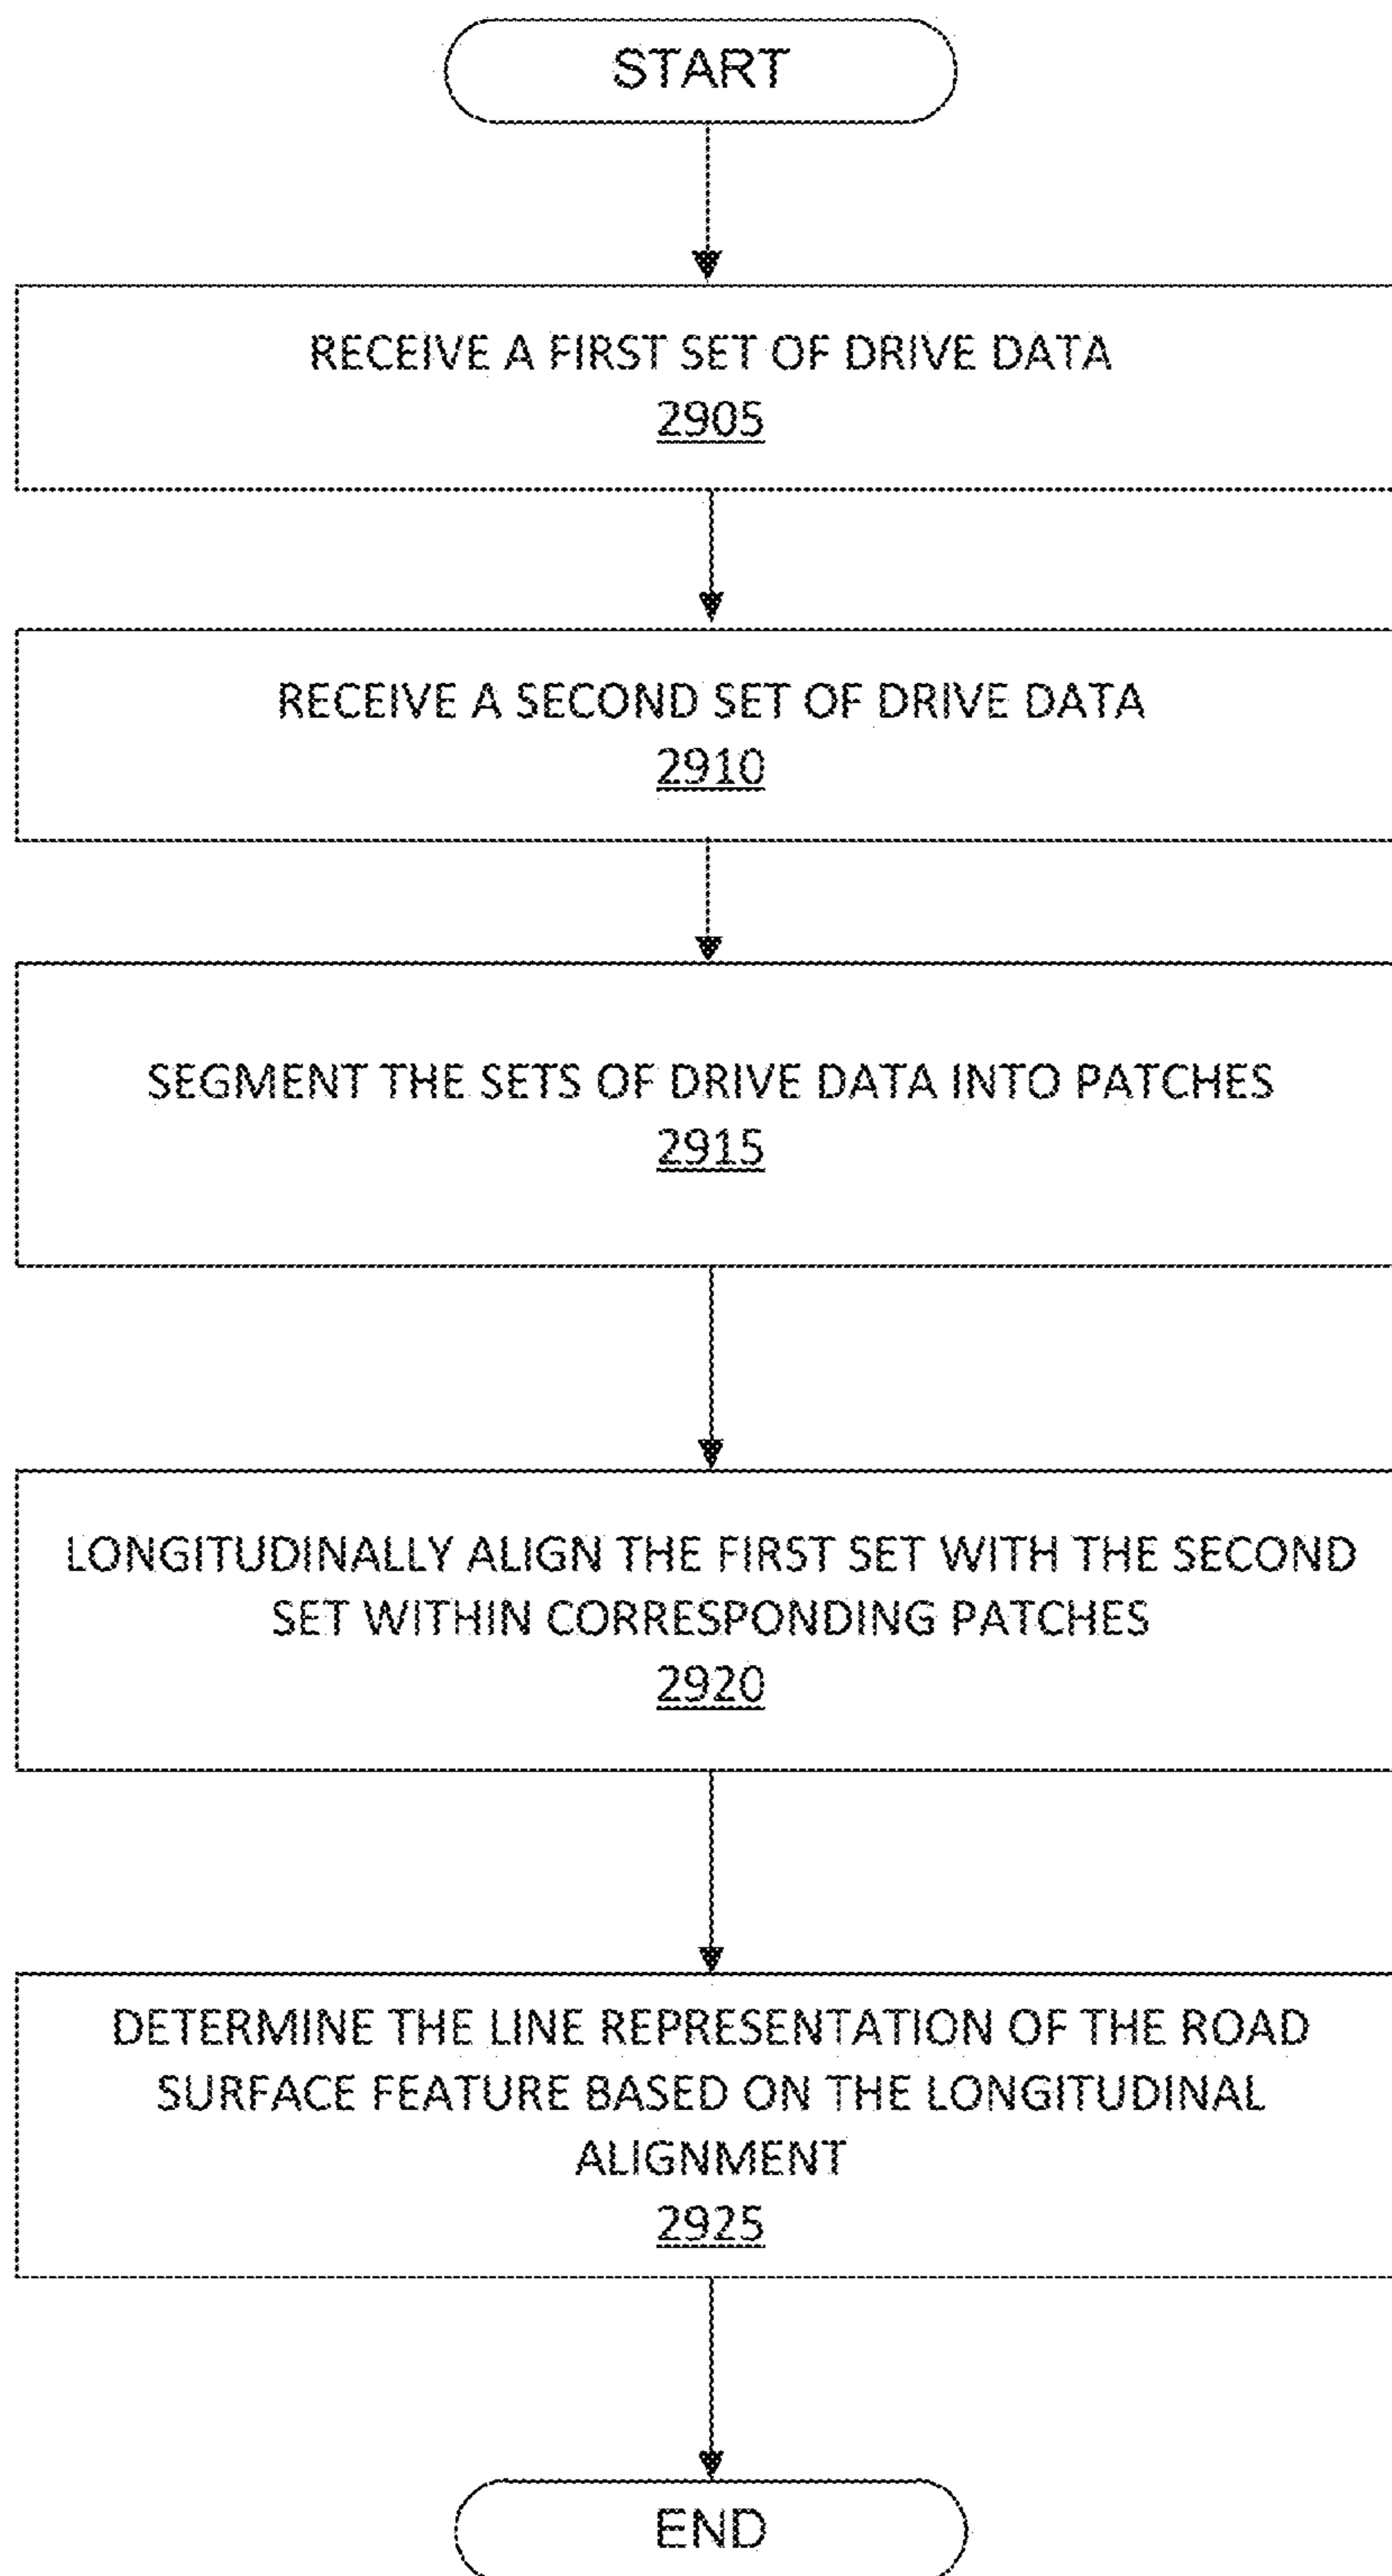 START
RECEIVE A FIRST SET OF DRIVE DATA
2905
RECEIVE A SECOND SET OF DRIVE DATA
2910
SEGMENT THE SETS OF DRIVE DATA INTO PATCHES
2915
LONGITUDINALLY ALIGN THE FIRST SET WITH THE SECOND
SET WITHIN CORRESPONDING PATCHES
2920
DETERMINE THE LINE REPRESENTATION OF THE ROAD
SURFACE FEATURE BASED ON THE LONGITUDINAL
ALIGNMENT
2925
END